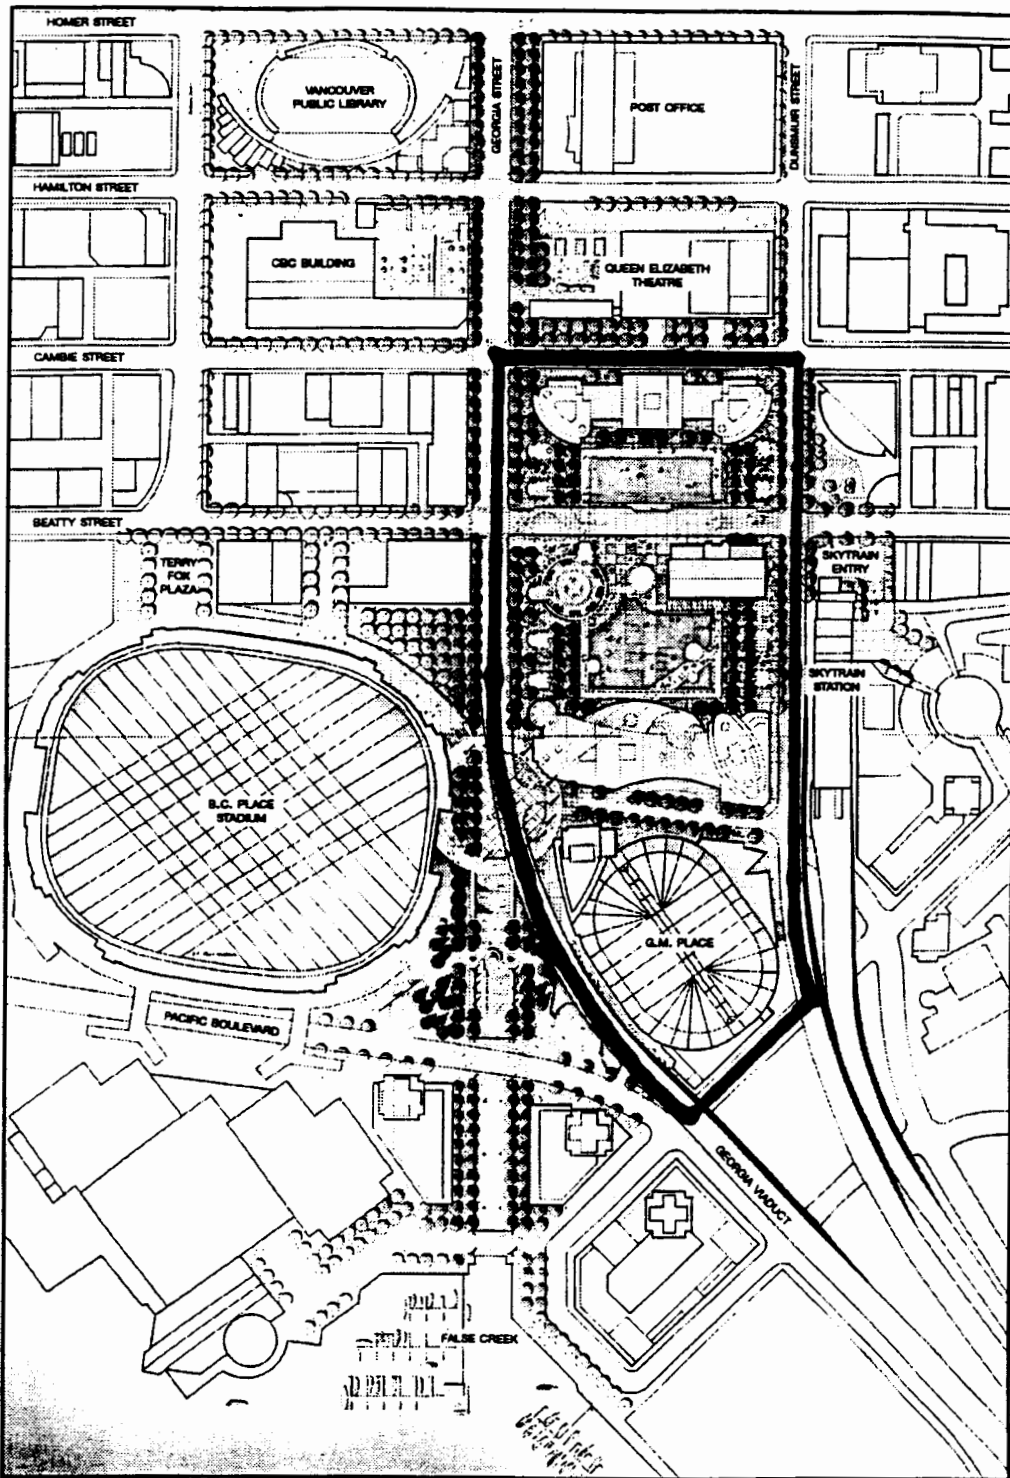 HOMER STREET
VANCOUVER
PUBLIC LIBRARY
GEORGIA STREET
POST OFFICE
DUNSMUIR STREET
HAMILTON STREET
CBC BUILDING
QUEEN ELIZABETH
THEATRE
CAMBIE STREET
BEATTY STREET
TERRY
FOX
PLAZA
SKYTRAIN
ENTRY
SKYTRAIN
STATION
B.C. PLACE
STADIUM
G.M. PLACE
PACIFIC BOULEVARD
GEORGIA VIADUCT
FALSE CREEK